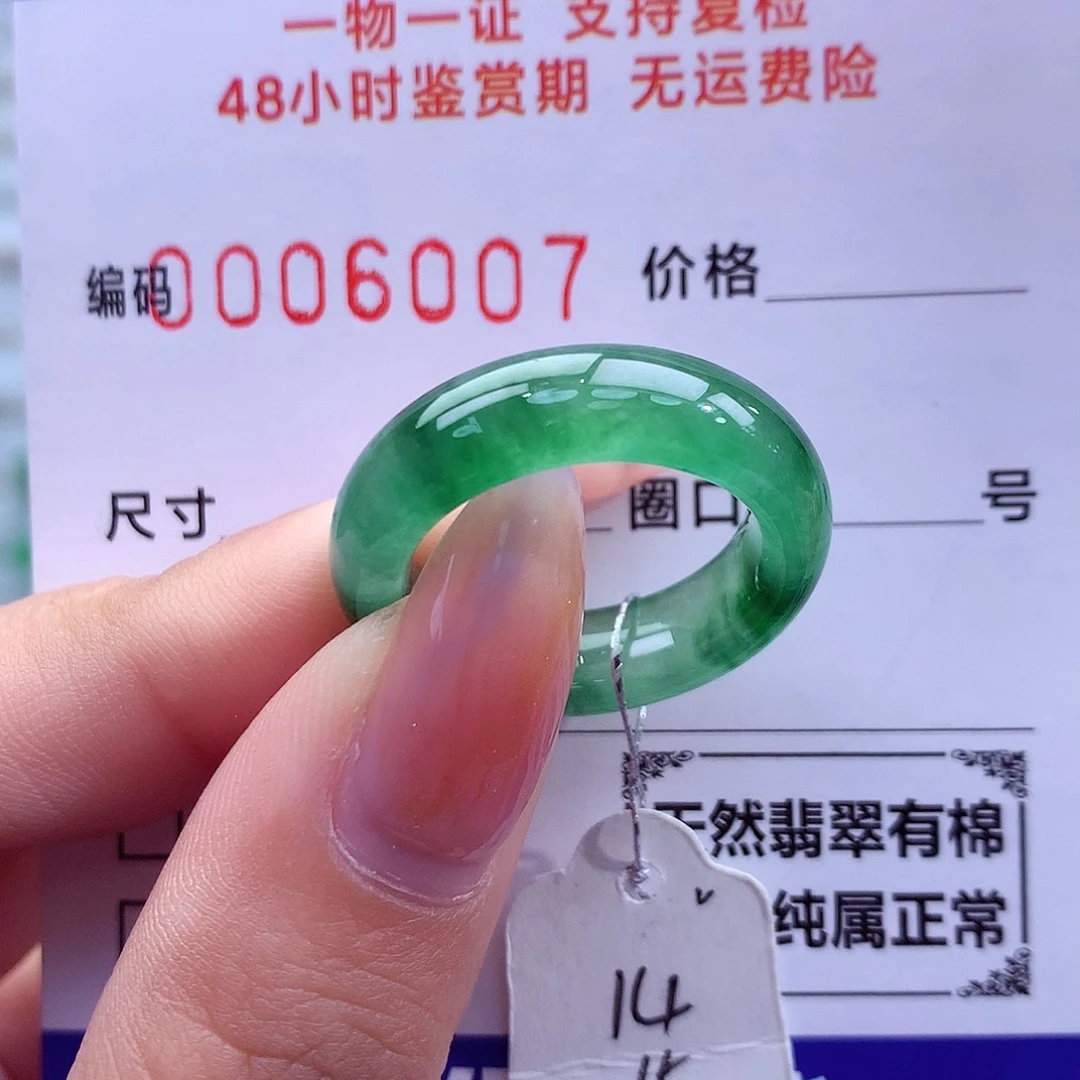 一物一证 支持复检
48小时鉴赏期 无运费险
编码0006007 价格
尺寸 圈口 号
天然翡翠有棉
纯属正常
14